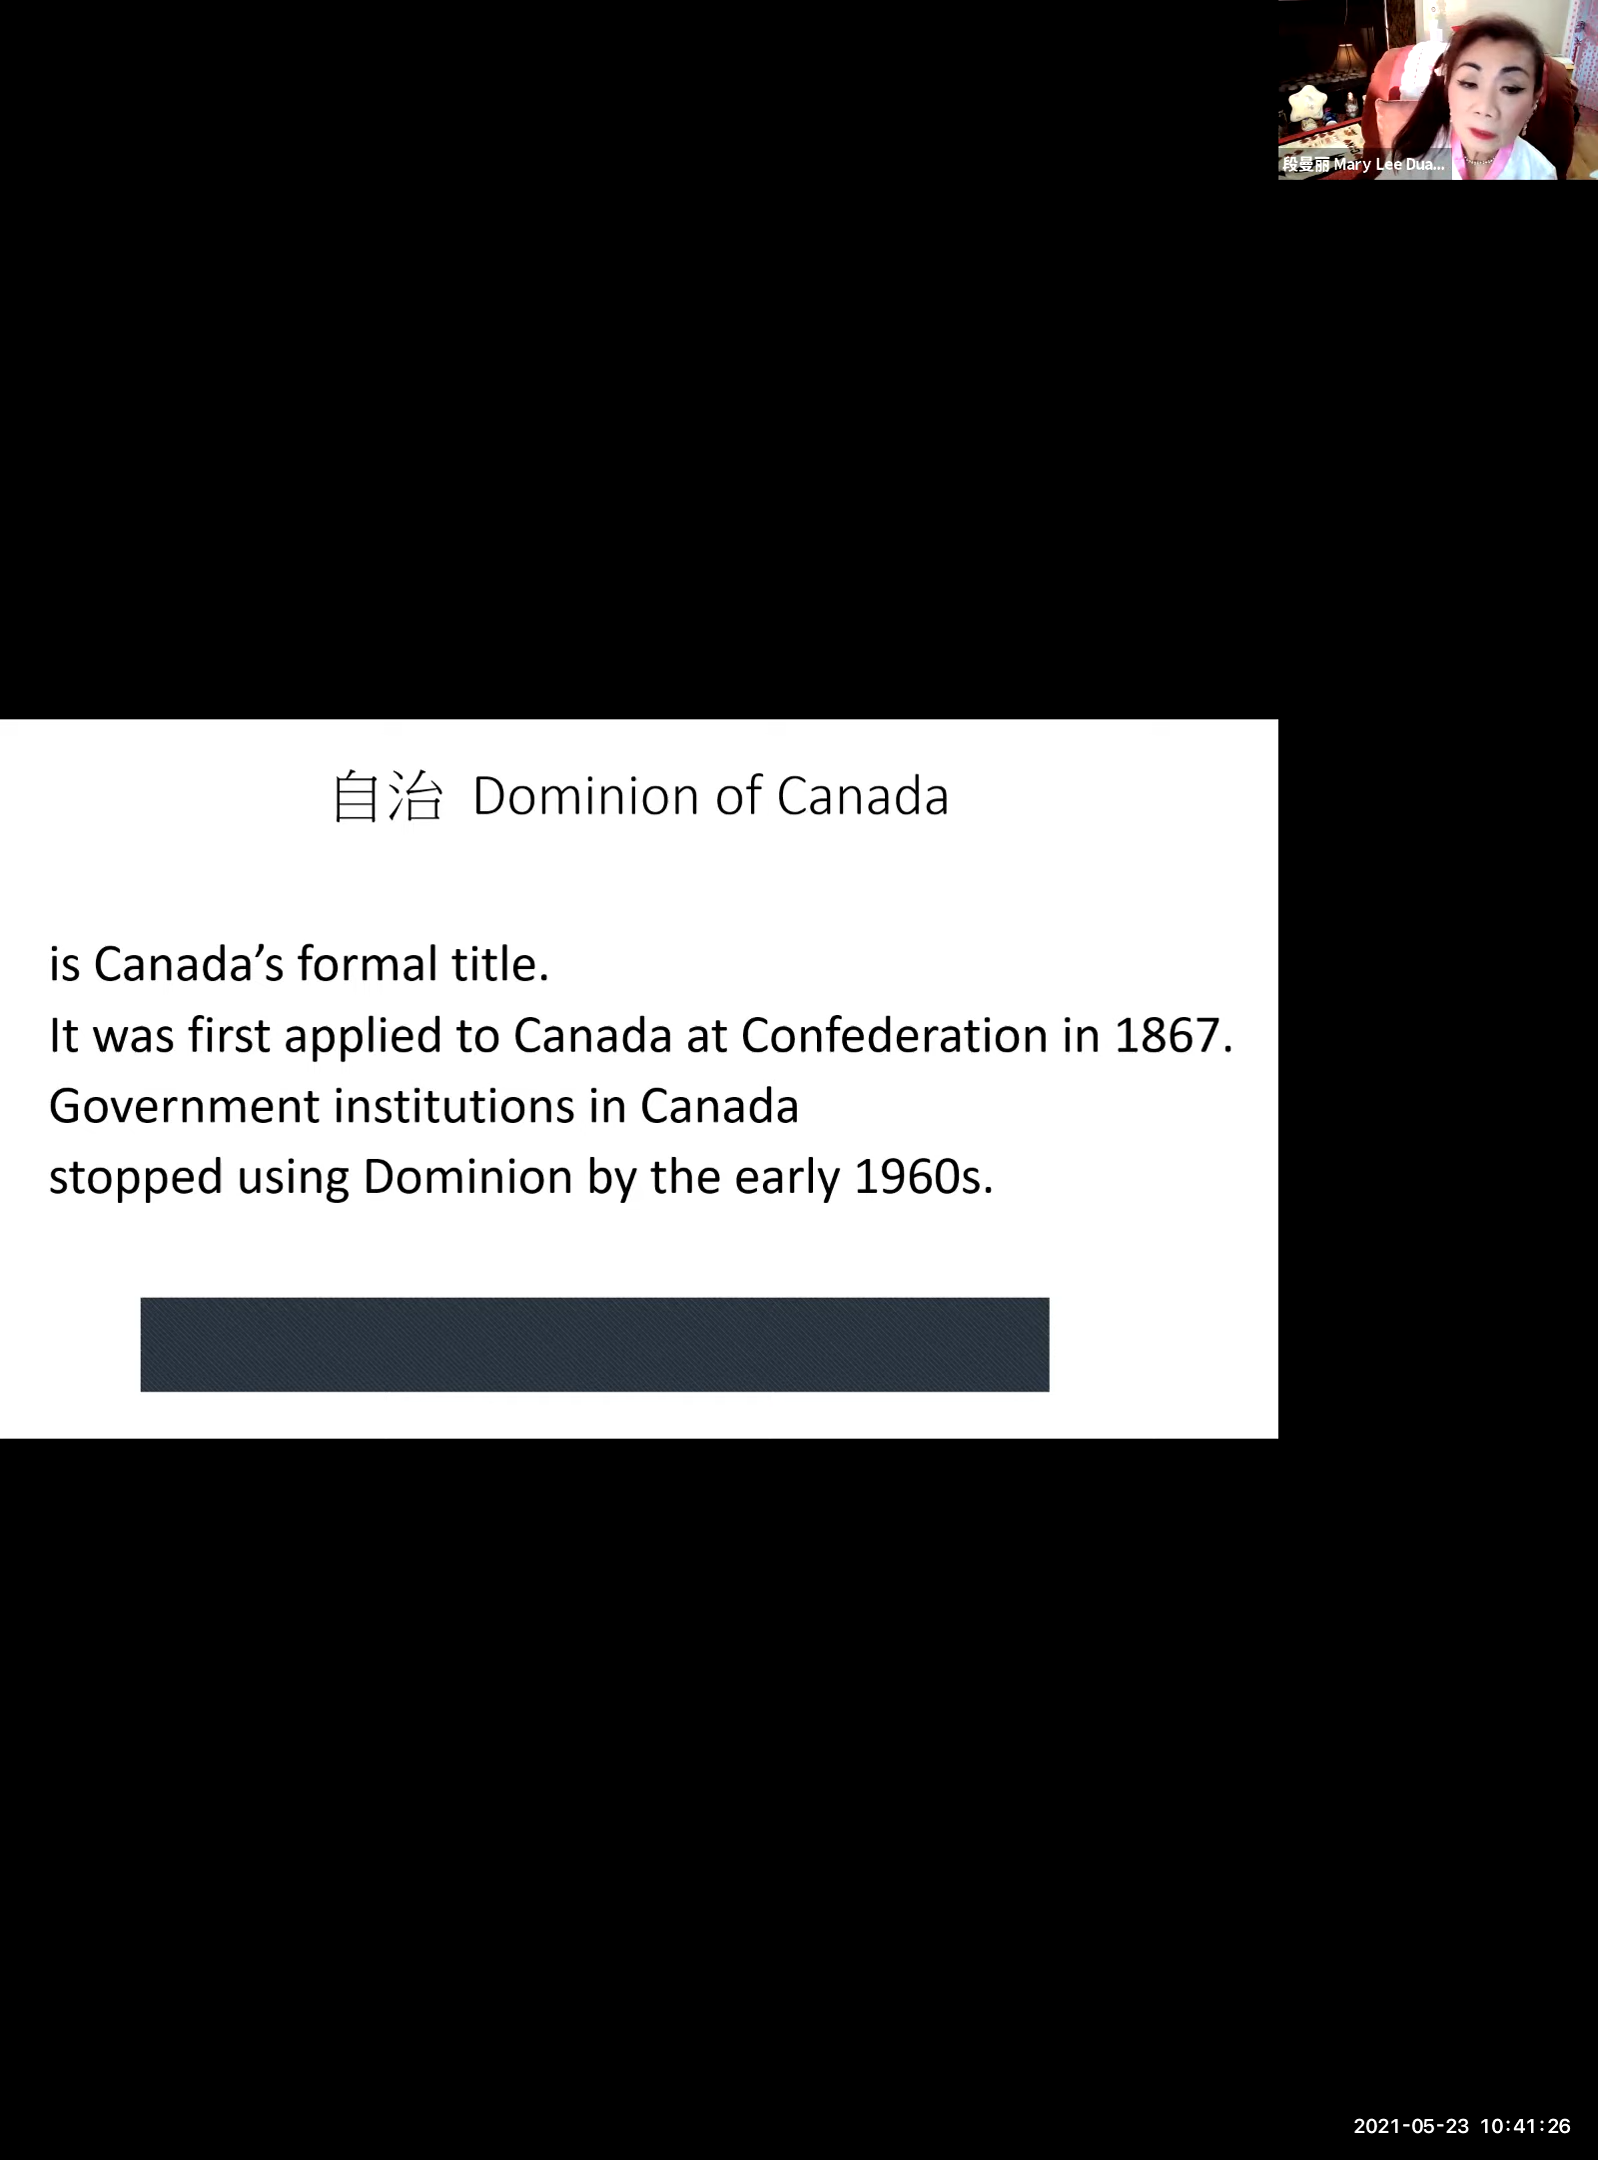 段曼丽 Mary Lee Dua...
自治 Dominion of Canada
is Canada’s formal title.
It was first applied to Canada at Confederation in 1867.
Government institutions in Canada
stopped using Dominion by the early 1960s.
2021-05-23 10:41:26